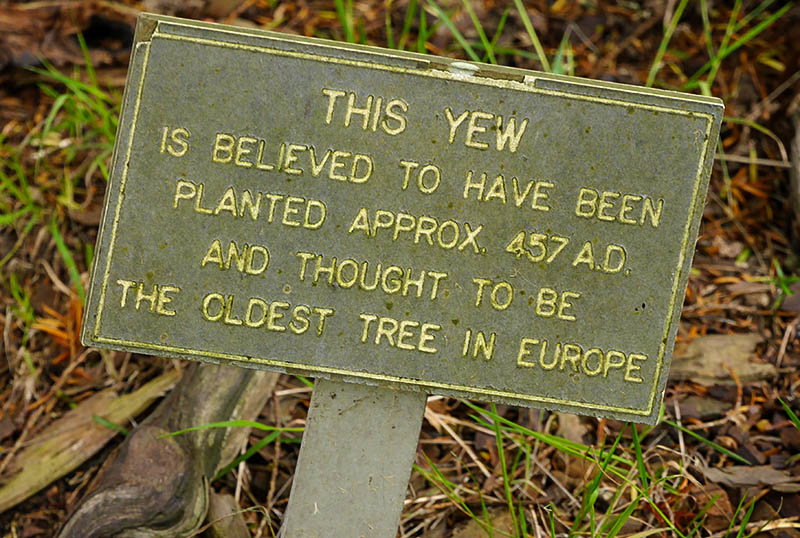 THIS YEW
IS BELIEVED TO HAVE BEEN
PLANTED APPROX. 457 A.D.
AND THOUGHT TO BE
THE OLDEST TREE IN EUROPE